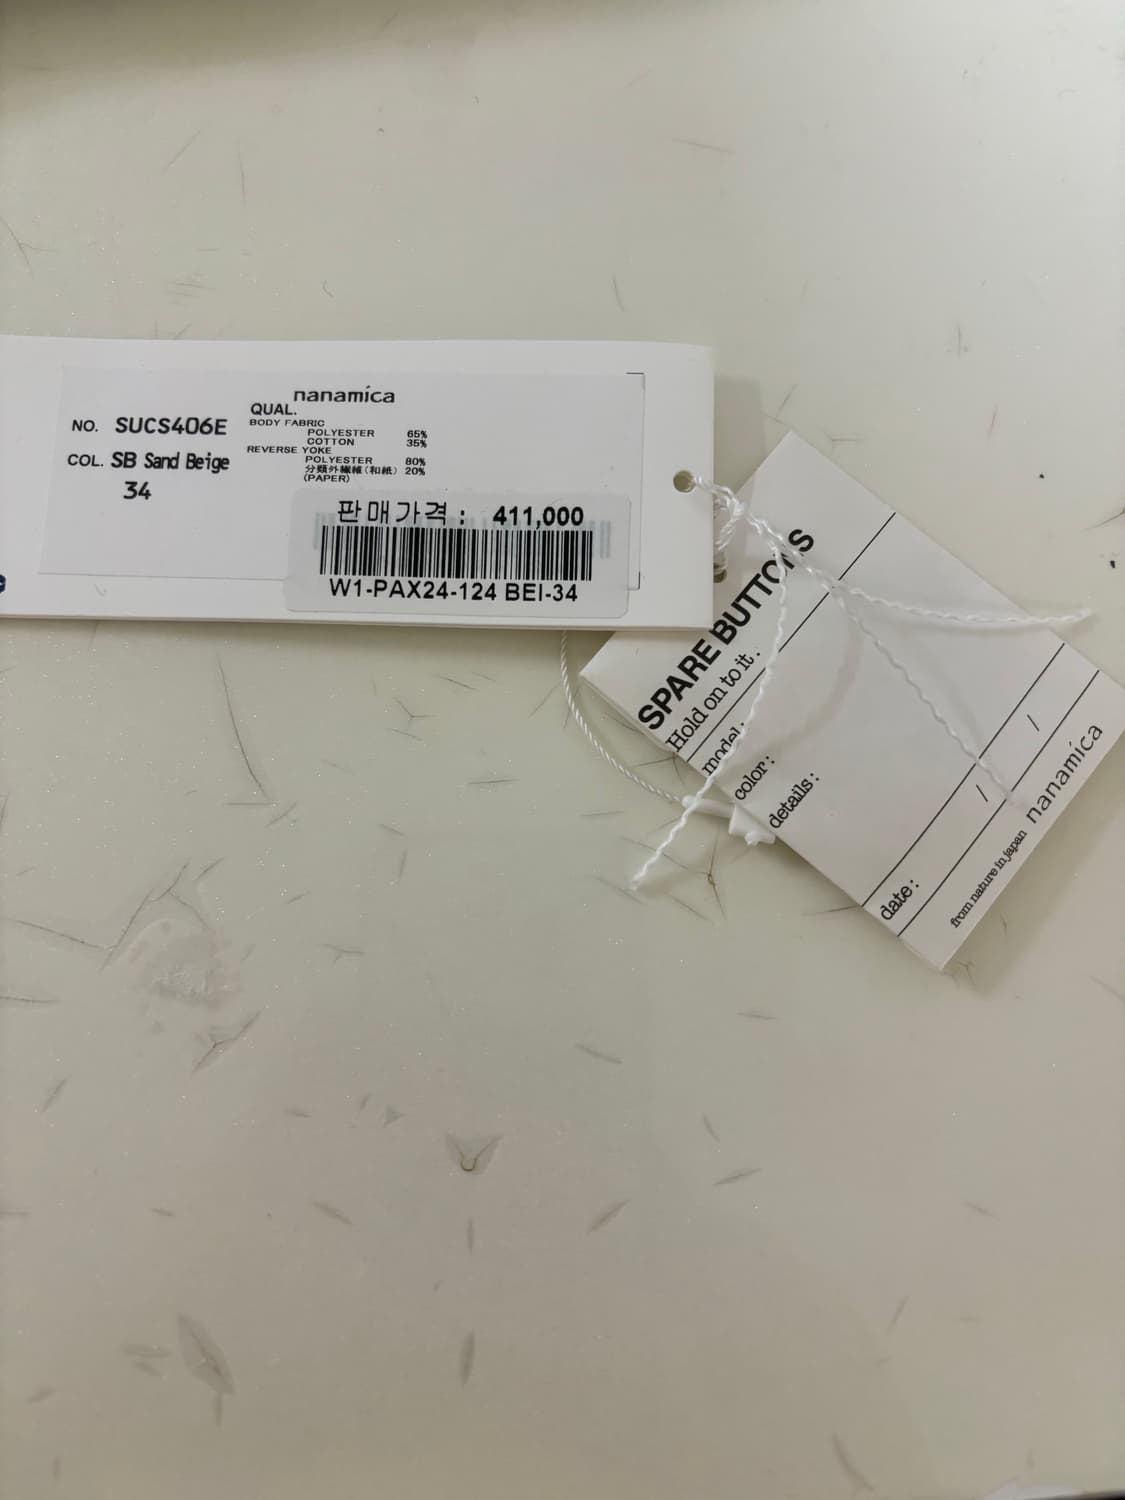 nanamica
NO. SUCS406E
COL. SB Sand Beige
34
QUAL.
BODY FABRIC
POLYESTER 65%
COTTON 35%
REVERSE YOKE
POLYESTER 80%
分類外繊維(和紙) 20%
(PAPER)
판매가격: 411,000
W1-PAX24-124 BEI-34
SPARE BUTTONS
Hold on to it.
model:
color:
details:
date: / /
from nature in japan nanamica